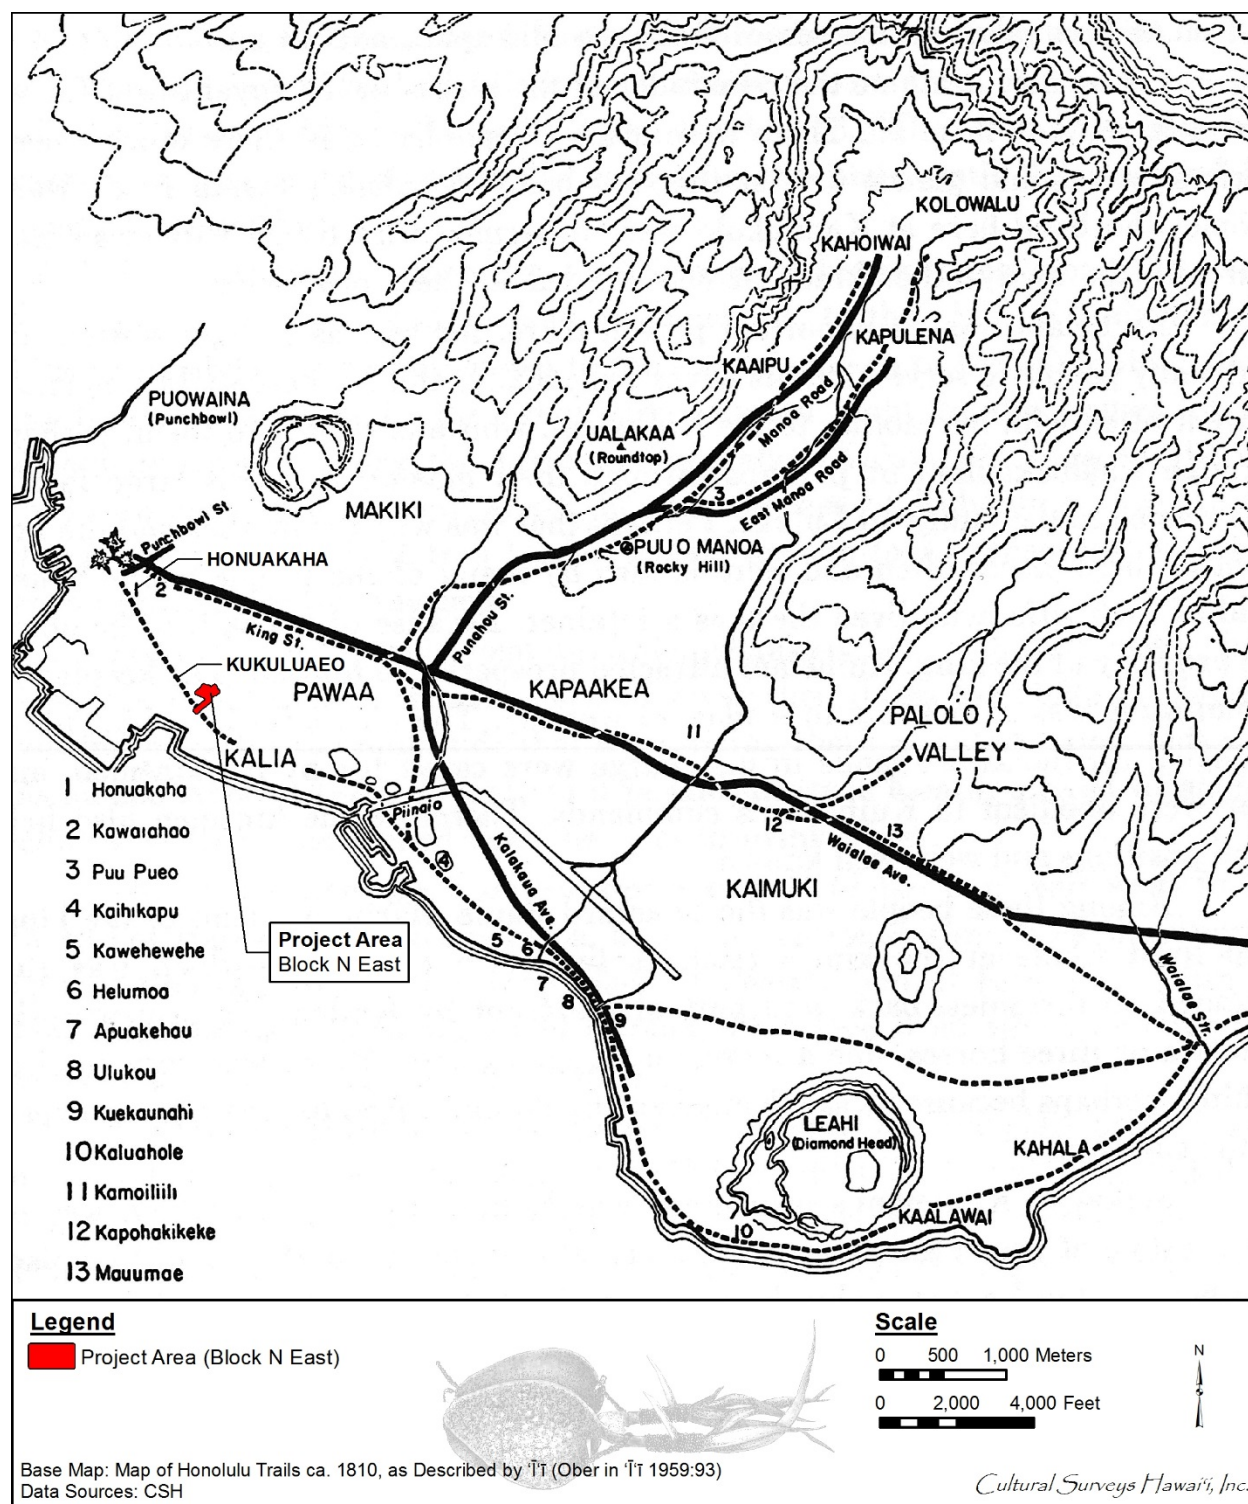 KOLOWALU
KAHOIWAI
KAPULENA
KAAIPU
Manoa Road
PUOWAINA
(Punchbowl)
UALAKAA
(Roundtop)
3
East Manoa Road
MAKIKI
Punchbowl St.
PUU O MANOA
(Rocky Hill)
HONUAKAHA
1
2
King St.
Punahou St.
KUKULUAEO
PAWAA
KAPAAKEA
PALOLO
VALLEY
11
KALIA
Piinaio
12
13
Waialae Ave.
4
Kalakaua Ave.
KAIMUKI
Project Area
Block N East
5
6
7
8
9
Waialae Str.
LEAHI
(Diamond Head)
KAHALA
KAALAWAI
10
1 Honuakaha
2 Kawaiahao
3 Puu Pueo
4 Kaihikapu
5 Kawehewehe
6 Helumoa
7 Apuakehau
8 Ulukou
9 Kuekaunahi
10 Kaluahole
11 Kamoiliili
12 Kapohakikeke
13 Mauumae
Legend
Project Area (Block N East)
Scale
0 500 1,000 Meters
0 2,000 4,000 Feet
N
Base Map: Map of Honolulu Trails ca. 1810, as Described by ʻĪʻī (Ober in ʻĪʻī 1959:93)
Data Sources: CSH
Cultural Surveys Hawaiʻi, Inc.